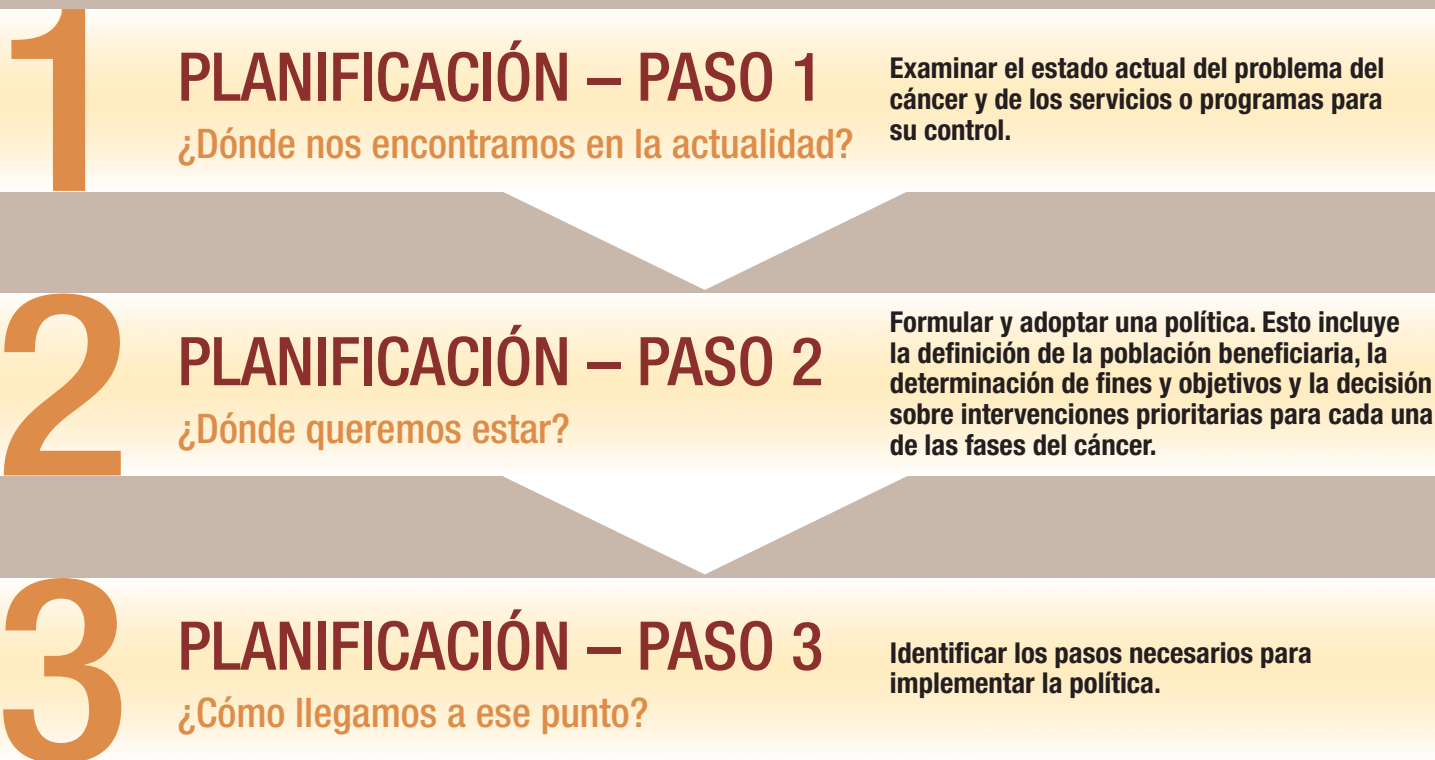 1
PLANIFICACIÓN – PASO 1
¿Dónde nos encontramos en la actualidad?
Examinar el estado actual del problema del
cáncer y de los servicios o programas para
su control.
2
PLANIFICACIÓN – PASO 2
¿Dónde queremos estar?
Formular y adoptar una política. Esto incluye
la definición de la población beneficiaria, la
determinación de fines y objetivos y la decisión
sobre intervenciones prioritarias para cada una
de las fases del cáncer.
3
PLANIFICACIÓN – PASO 3
¿Cómo llegamos a ese punto?
Identificar los pasos necesarios para
implementar la política.